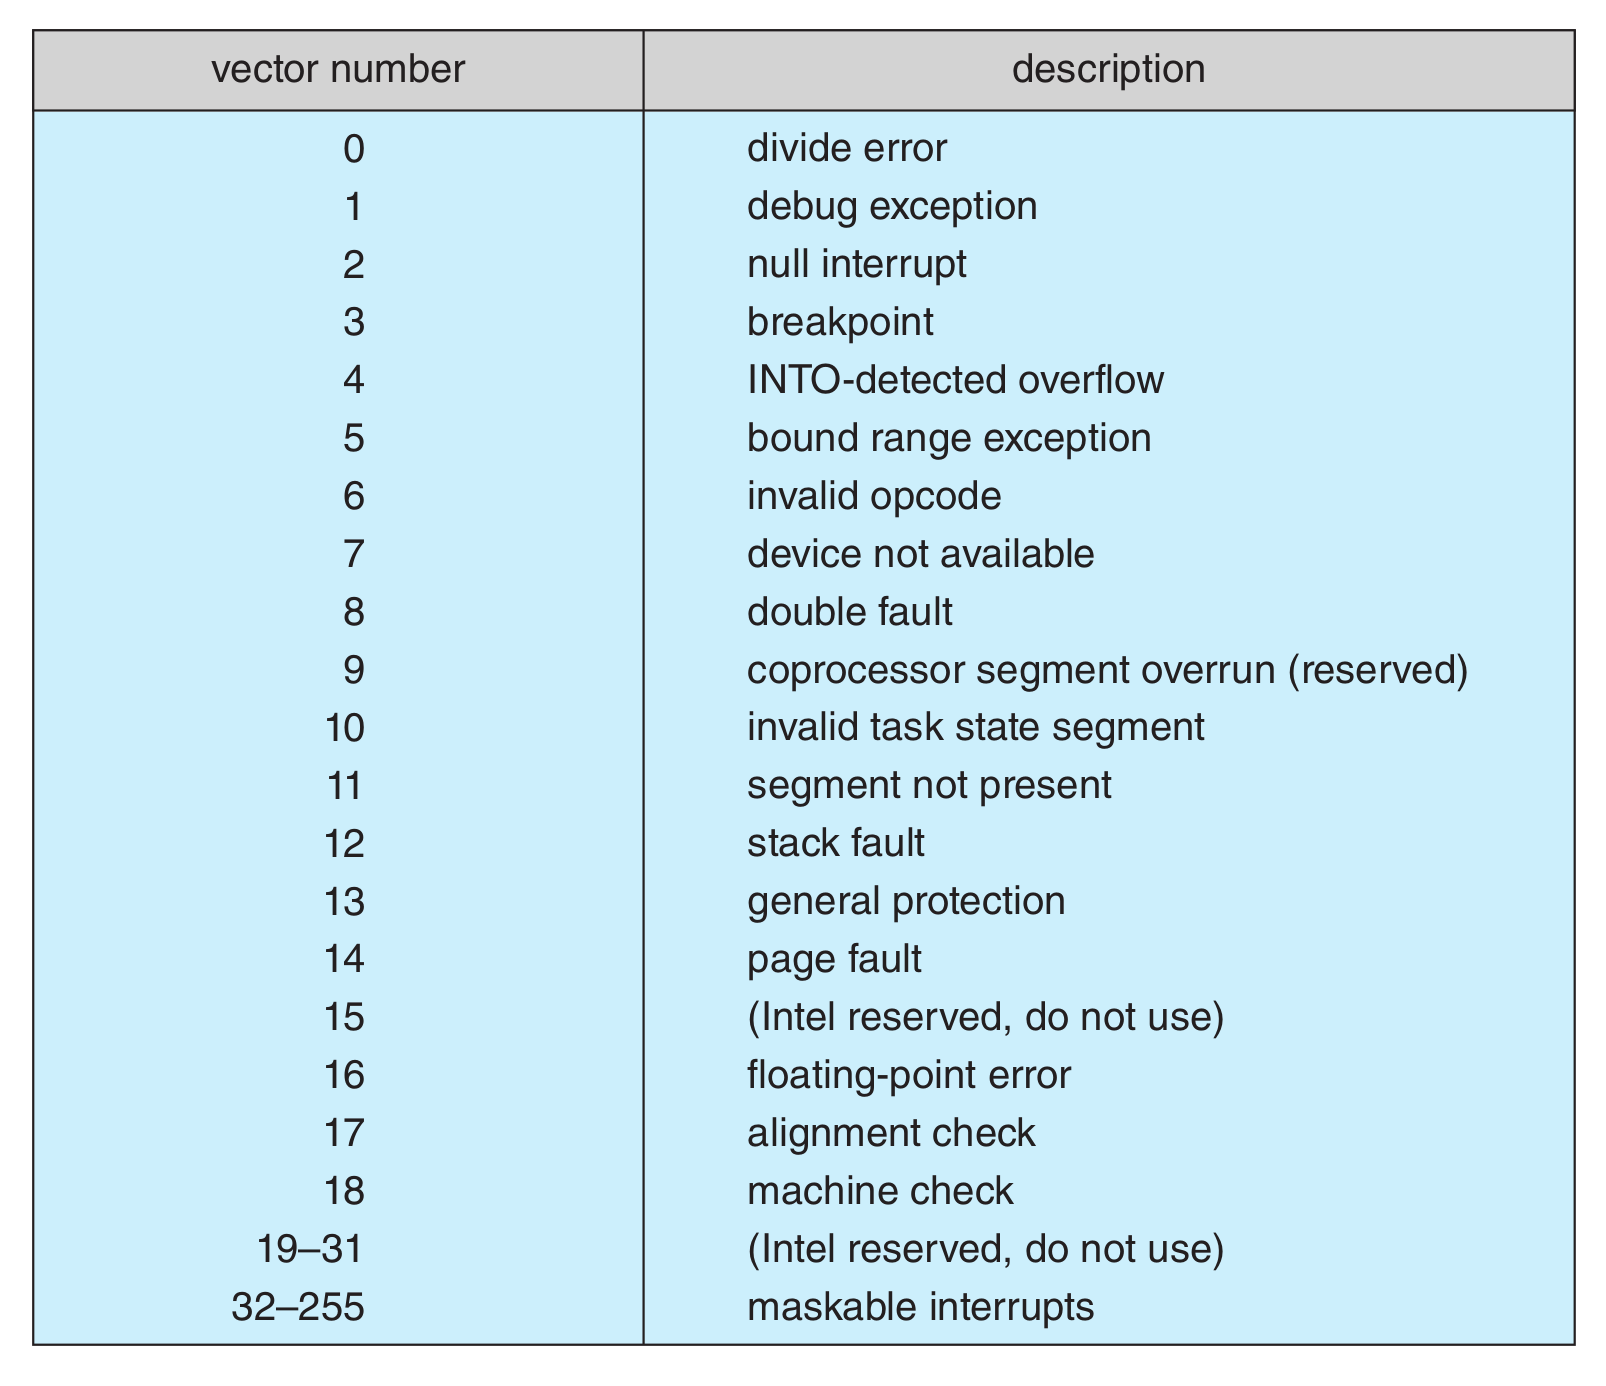 vector number description
0 divide error
1 debug exception
2 null interrupt
3 breakpoint
4 INTO-detected overflow
5 bound range exception
6 invalid opcode
7 device not available
8 double fault
9 coprocessor segment overrun (reserved)
10 invalid task state segment
11 segment not present
12 stack fault
13 general protection
14 page fault
15 (Intel reserved, do not use)
16 floating-point error
17 alignment check
18 machine check
19–31 (Intel reserved, do not use)
32–255 maskable interrupts